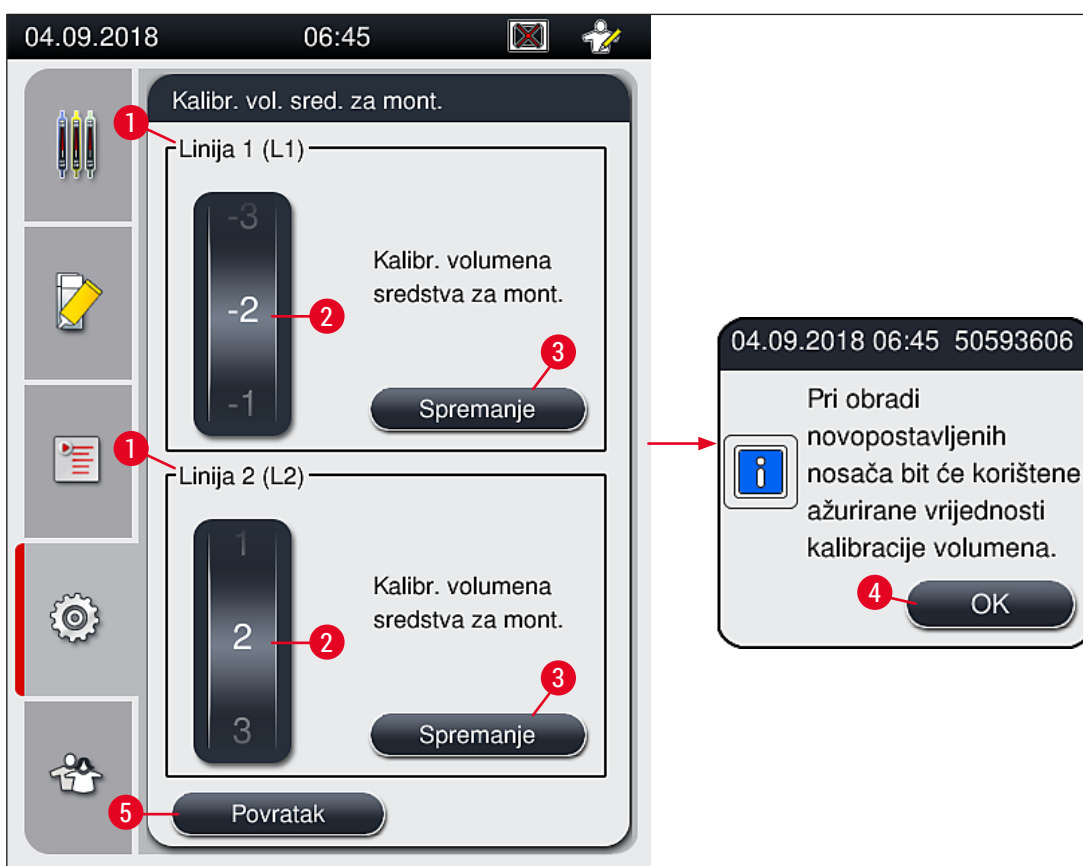 04.09.2018 06:45
Kalibr. vol. sred. za mont.
1
Linija 1 (L1)
-3
-2
-1
2
Kalibr. volumena
sredstva za mont.
3
Spremanje
1
Linija 2 (L2)
1
2
3
2
Kalibr. volumena
sredstva za mont.
3
Spremanje
5
Povratak
04.09.2018 06:45 50593606
Pri obradi
novopostavljenih
nosača bit će korištene
ažurirane vrijednosti
kalibracije volumena.
4
OK